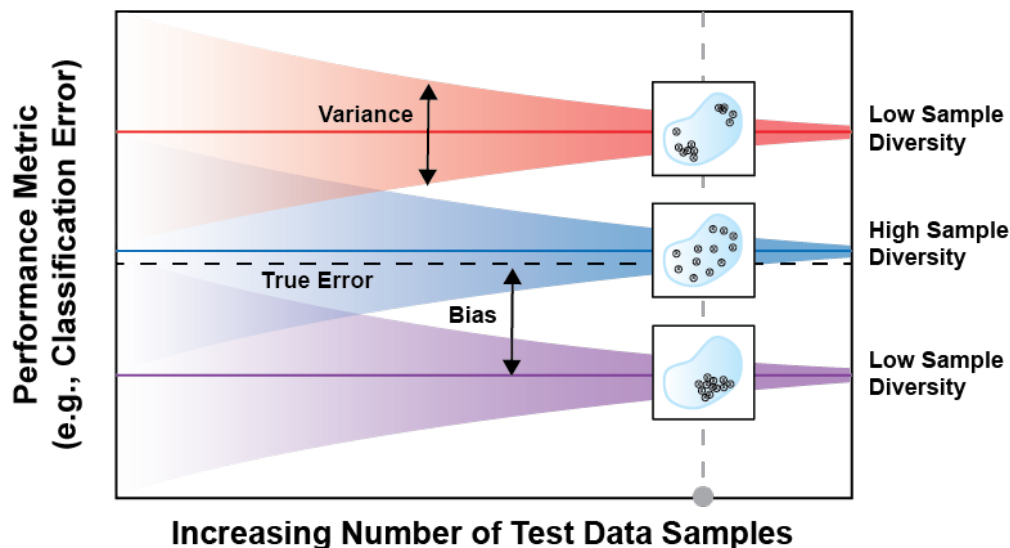 Performance Metric
(e.g., Classification Error)
Variance
True Error
Bias
Low Sample
Diversity
High Sample
Diversity
Low Sample
Diversity
Increasing Number of Test Data Samples